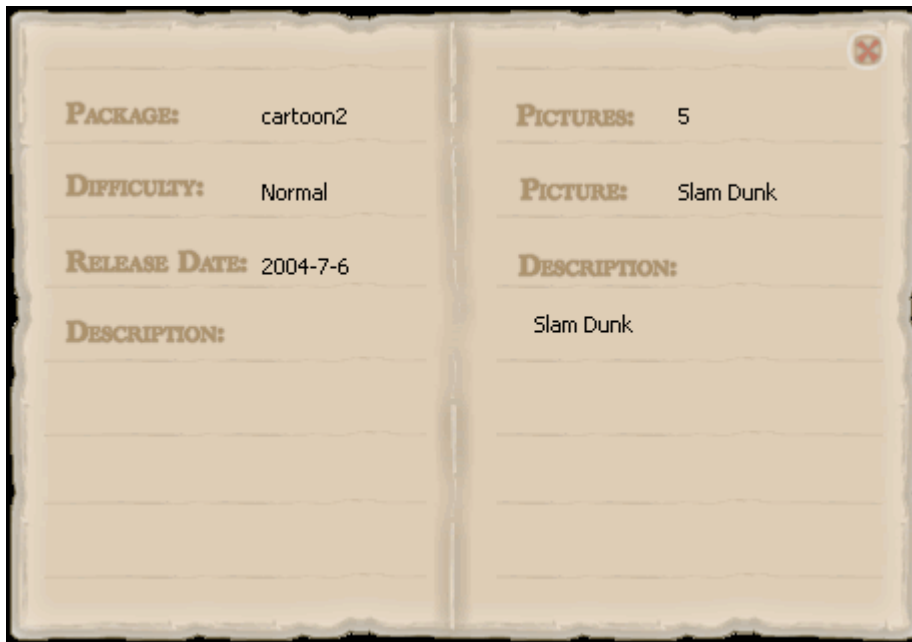 PACKAGE: cartoon2
DIFFICULTY: Normal
RELEASE DATE: 2004-7-6
DESCRIPTION:
PICTURES: 5
PICTURE: Slam Dunk
DESCRIPTION:
Slam Dunk